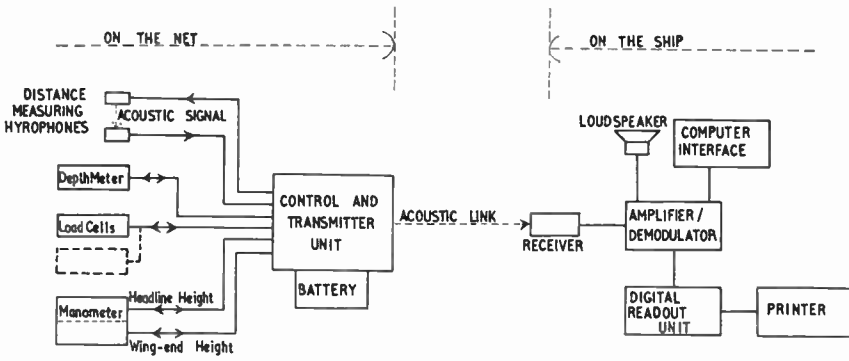 ON THE NET
ON THE SHIP
DISTANCE
MEASURING
HYROPHONES
ACOUSTIC SIGNAL
DepthMeter
Load Cells
Manometer
Headline Height
Wing-end Height
CONTROL AND
TRANSMITTER
UNIT
BATTERY
ACOUSTIC LINK
RECEIVER
LOUDSPEAKER
COMPUTER
INTERFACE
AMPLIFIER/
DEMODULATOR
DIGITAL
READOUT
UNIT
PRINTER